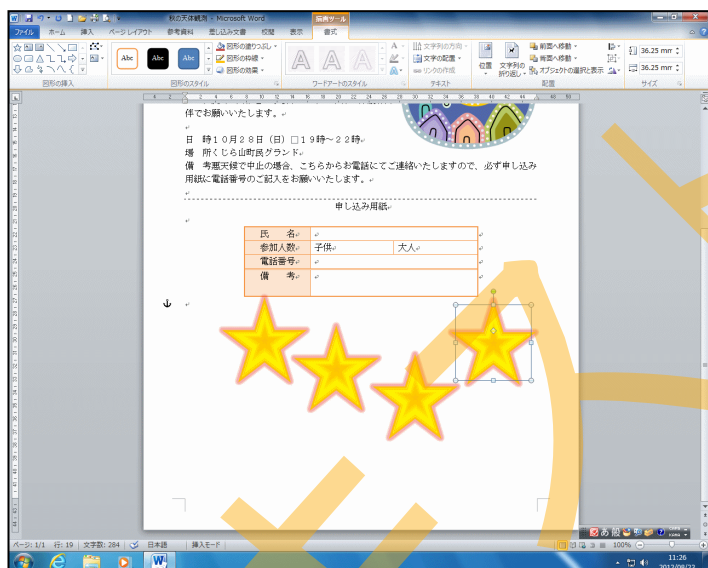 秋の天体観測 - Microsoft Word
描画ツール
ファイル ホーム 挿入 ページ レイアウト 参考資料 差し込み文書 校閲 表示 書式
Abc Abc Abc
図形の塗りつぶし
図形の枠線
図形の効果
A A A
文字列の方向
文字の配置
リンクの作成
位置
文字列の折り返し
前面へ移動
背面へ移動
オブジェクトの選択と表示
36.25 mm
36.25 mm
図形の挿入 図形のスタイル ワードアートのスタイル テキスト 配置 サイズ
伴でお願いいたします。
日 時10月28日(日)□19時~22時
場 所くじら山町民グランド
備 考悪天候で中止の場合、こちらからお電話にてご連絡いたしますので、必ず申し込み
用紙に電話番号のご記入をお願いいたします。
申し込み用紙
氏 名
参加人数 子供 大人
電話番号
備 考
ページ: 1/1 行: 19 文字数: 284 日本語 挿入モード 100%
あ 般
11:26
2012/08/22